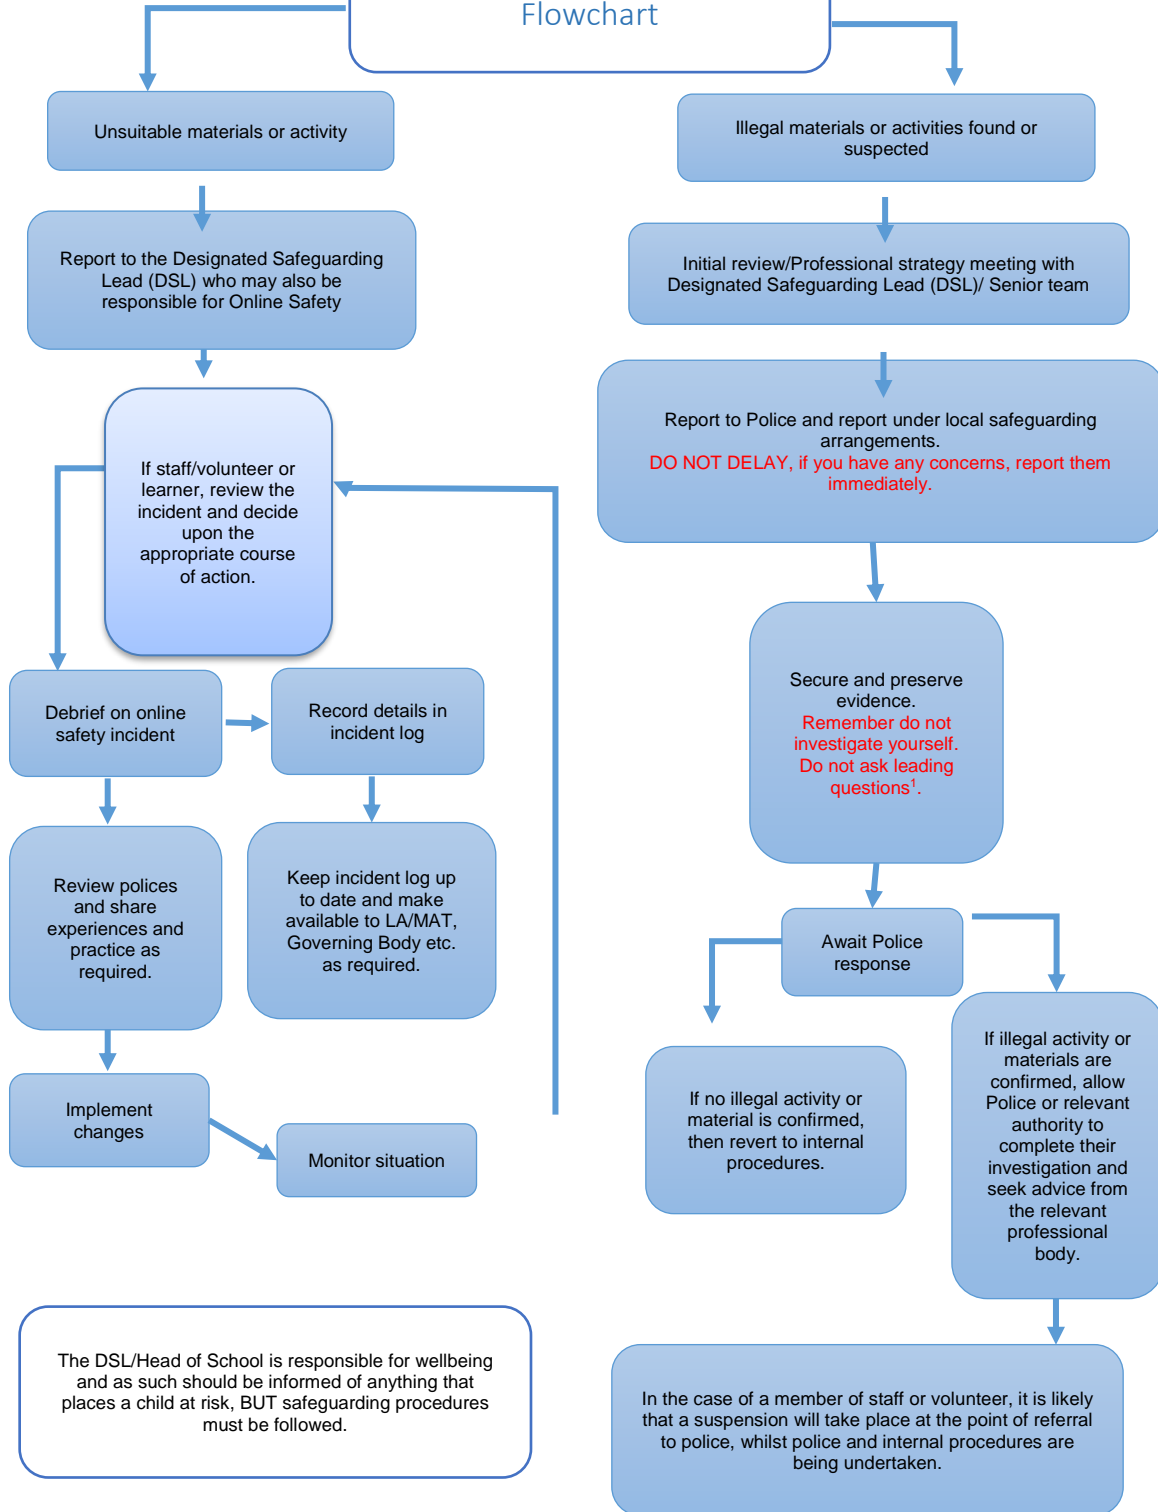 Flowchart
Unsuitable materials or activity
Illegal materials or activities found or
suspected
Report to the Designated Safeguarding
Lead (DSL) who may also be
responsible for Online Safety
Initial review/Professional strategy meeting with
Designated Safeguarding Lead (DSL)/ Senior team
Report to Police and report under local safeguarding
arrangements.
DO NOT DELAY, if you have any concerns, report them
immediately.
If staff/volunteer or
learner, review the
incident and decide
upon the
appropriate course
of action.
Secure and preserve
evidence.
Remember do not
investigate yourself.
Do not ask leading
questions¹.
Debrief on online
safety incident
Record details in
incident log
Review polices
and share
experiences and
practice as
required.
Keep incident log up
to date and make
available to LA/MAT,
Governing Body etc.
as required.
Await Police
response
Implement
changes
Monitor situation
If no illegal activity or
material is confirmed,
then revert to internal
procedures.
If illegal activity or
materials are
confirmed, allow
Police or relevant
authority to
complete their
investigation and
seek advice from
the relevant
professional
body.
The DSL/Head of School is responsible for wellbeing
and as such should be informed of anything that
places a child at risk, BUT safeguarding procedures
must be followed.
In the case of a member of staff or volunteer, it is likely
that a suspension will take place at the point of referral
to police, whilst police and internal procedures are
being undertaken.